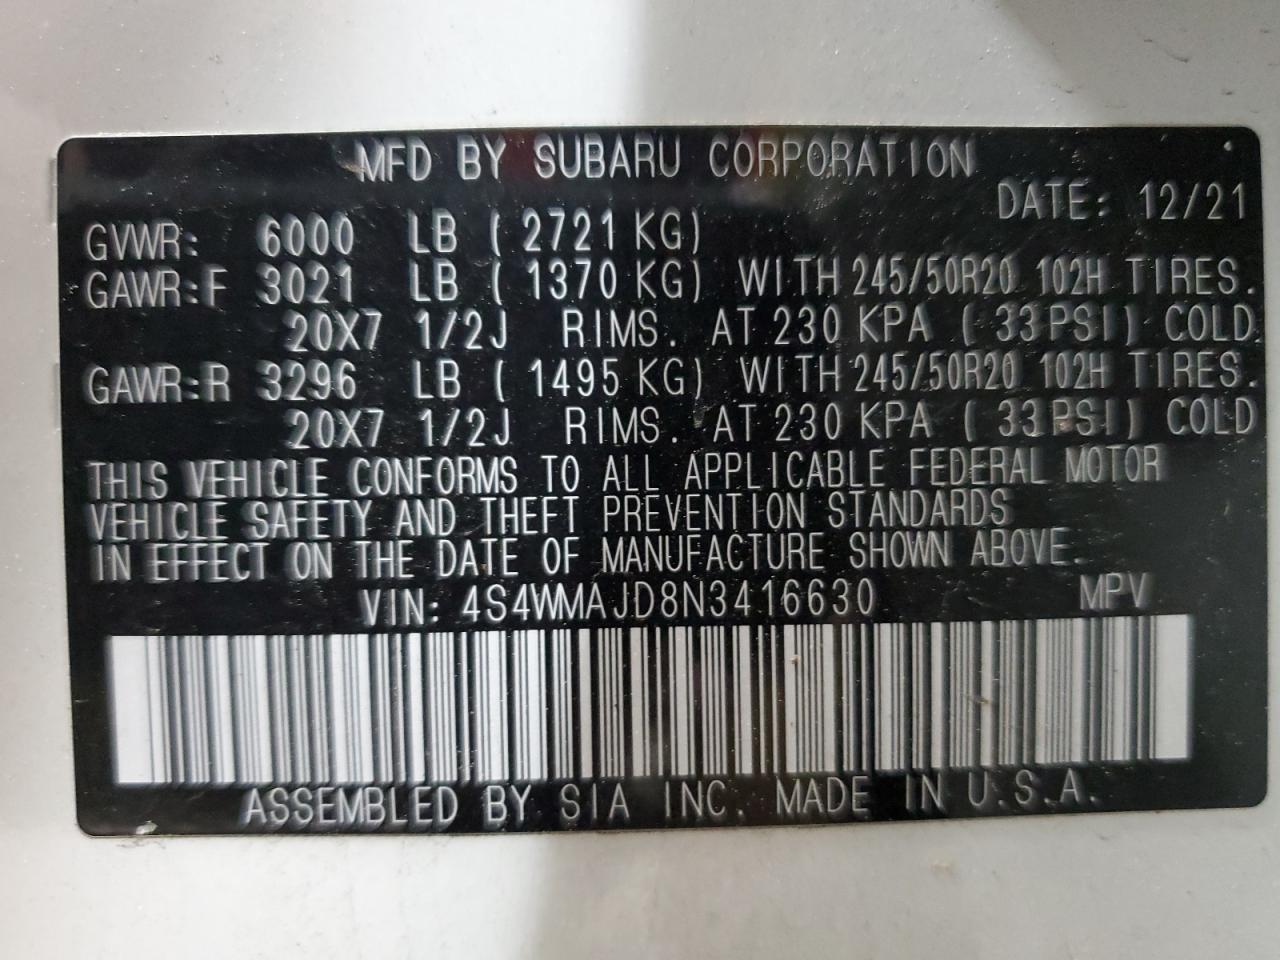 MFD BY SUBARU CORPORATION
DATE: 12/21
GVWR: 6000 LB ( 2721 KG)
GAWR:F 3021 LB ( 1370 KG) WITH 245/50R20 102H TIRES.
20X7 1/2J RIMS. AT 230 KPA ( 33 PSI) COLD.
GAWR:R 3296 LB ( 1495 KG) WITH 245/50R20 102H TIRES.
20X7 1/2J RIMS. AT 230 KPA ( 33 PSI) COLD
THIS VEHICLE CONFORMS TO ALL APPLICABLE FEDERAL MOTOR
VEHICLE SAFETY AND THEFT PREVENTION STANDARDS
IN EFFECT ON THE DATE OF MANUFACTURE SHOWN ABOVE.
VIN: 4S4WMAJD8N3416630 MPV
ASSEMBLED BY SIA INC. MADE IN U.S.A.